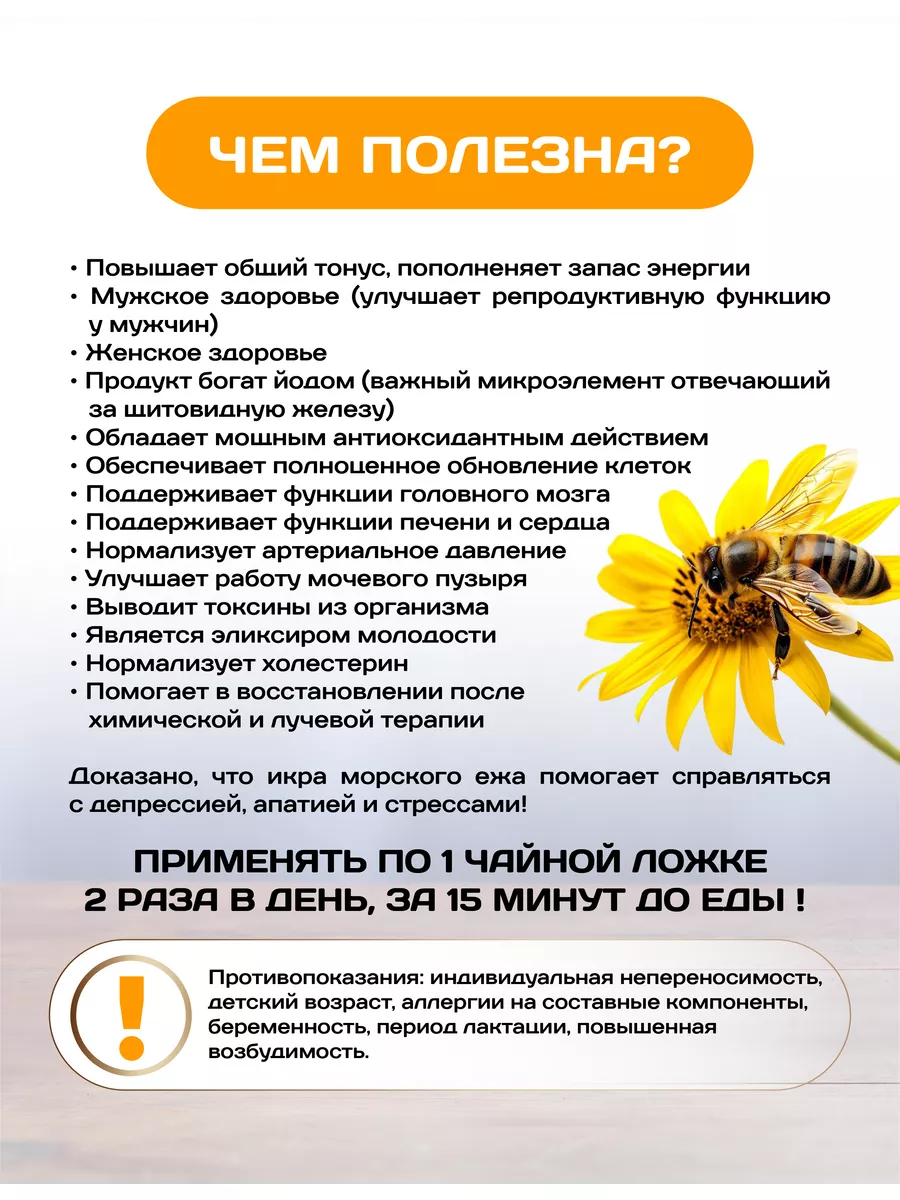 ЧЕМ ПОЛЕЗНА?
• Повышает общий тонус, пополненяет запас энергии
• Мужское здоровье (улучшает репродуктивную функцию
у мужчин)
• Женское здоровье
• Продукт богат йодом (важный микроэлемент отвечающий
за щитовидную железу)
• Обладает мощным антиоксидантным действием
• Обеспечивает полноценное обновление клеток
• Поддерживает функции головного мозга
• Поддерживает функции печени и сердца
• Нормализует артериальное давление
• Улучшает работу мочевого пузыря
• Выводит токсины из организма
• Является эликсиром молодости
• Нормализует холестерин
• Помогает в восстановлении после
химической и лучевой терапии
Доказано, что икра морского ежа помогает справляться
с депрессией, апатией и стрессами!
ПРИМЕНЯТЬ ПО 1 ЧАЙНОЙ ЛОЖКЕ
2 РАЗА В ДЕНЬ, ЗА 15 МИНУТ ДО ЕДЫ !
Противопоказания: индивидуальная непереносимость,
детский возраст, аллергии на составные компоненты,
беременность, период лактации, повышенная
возбудимость.